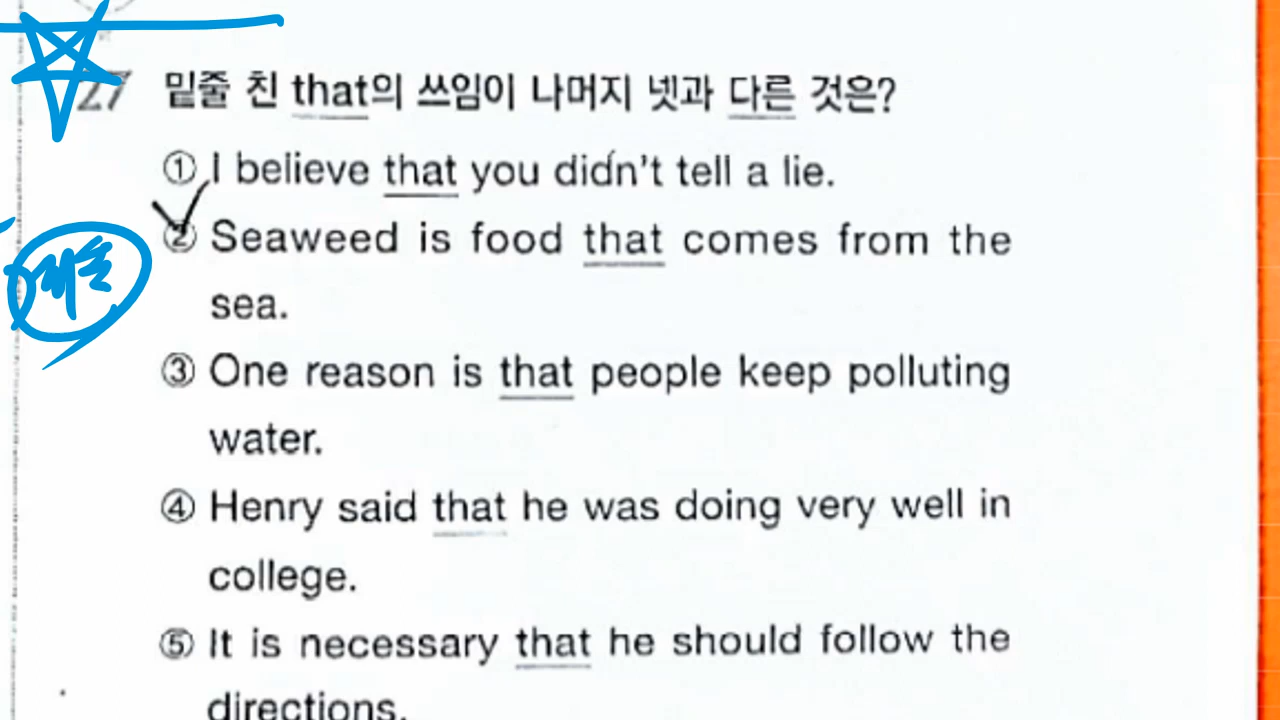 27 밑줄 친 that의 쓰임이 나머지 넷과 다른 것은?
① I believe that you didn't tell a lie.
② Seaweed is food that comes from the
sea.
③ One reason is that people keep polluting
water.
④ Henry said that he was doing very well in
college.
⑤ It is necessary that he should follow the
directions.